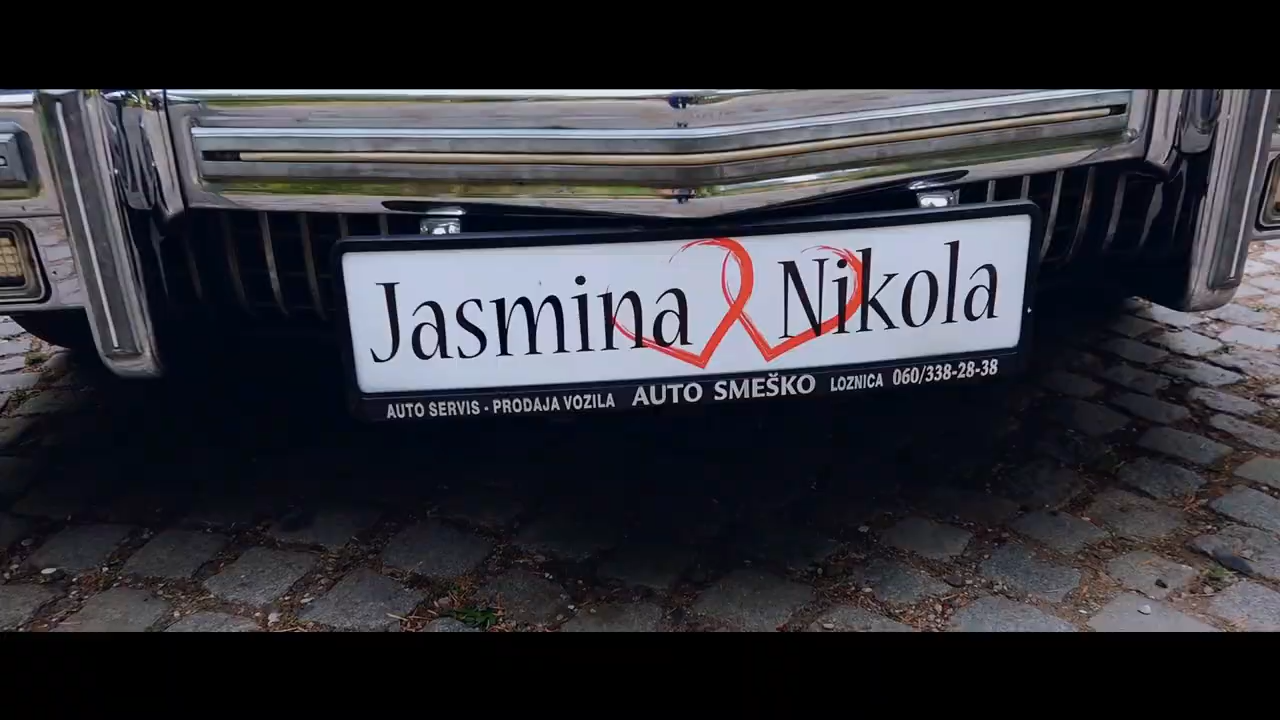 Jasmina Nikola
AUTO SERVIS - PRODAJA VOZILA AUTO SMEŠKO LOZNICA 060/338-28-38